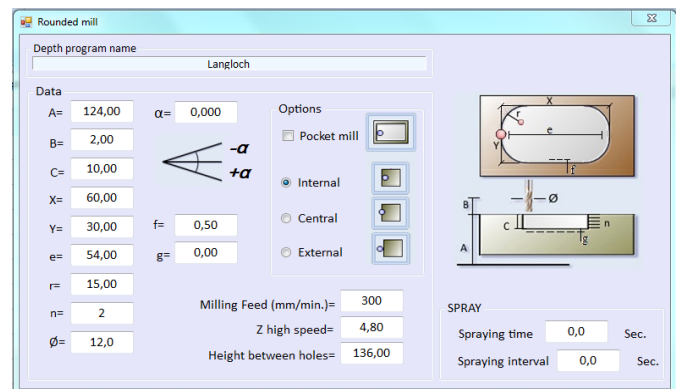 Rounded mill
Depth program name
Langloch
Data
A= 124,00 α= 0,000
B= 2,00
C= 10,00
X= 60,00
Y= 30,00
e= 54,00
r= 15,00
n= 2
Ø= 12,0
-α
+α
f= 0,50
g= 0,00
Options
Pocket mill
Internal
Central
External
Milling Feed (mm/min.)= 300
Z high speed= 4,80
Height between holes= 136,00
X
r
e
Y
f
B
Ø
C
n
A
g
SPRAY
Spraying time 0,0 Sec.
Spraying interval 0,0 Sec.